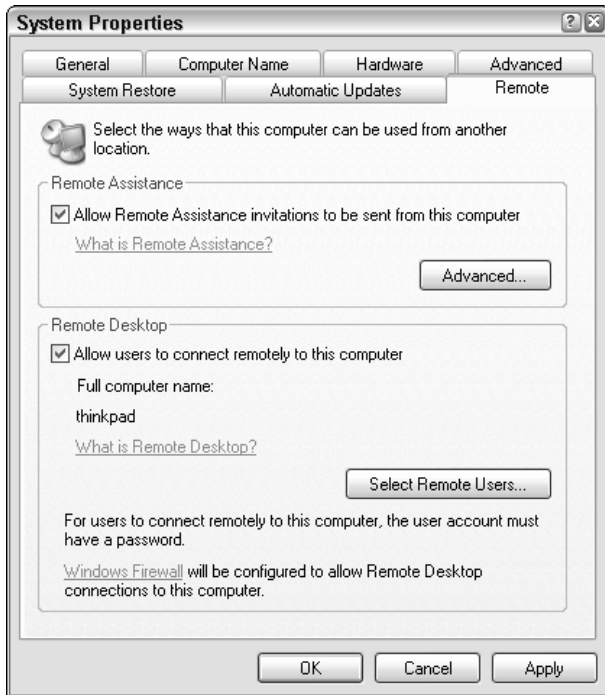 System Properties
General Computer Name Hardware Advanced
System Restore Automatic Updates Remote
Select the ways that this computer can be used from another
location.
Remote Assistance
Allow Remote Assistance invitations to be sent from this computer
What is Remote Assistance?
Advanced...
Remote Desktop
Allow users to connect remotely to this computer
Full computer name:
thinkpad
What is Remote Desktop?
Select Remote Users...
For users to connect remotely to this computer, the user account must
have a password.
Windows Firewall will be configured to allow Remote Desktop
connections to this computer.
OK Cancel Apply